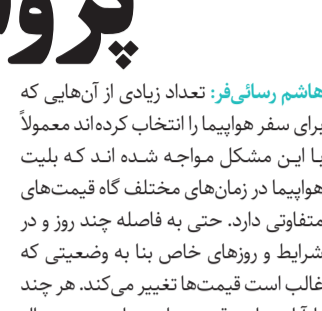 هاشم رسائی‌فر: تعداد زیادی از آن‌هایی که
برای سفر هواپیما را انتخاب کرده‌اند معمولاً
با این مشکل مواجه شده اند که بلیت
هواپیما در زمان‌های مختلف گاه قیمت‌های
متفاوتی دارد. حتی به فاصله چند روز و در
شرایط و روزهای خاص بنا به وضعیتی که
غالب است قیمت‌ها تغییر می‌کند. هر چند